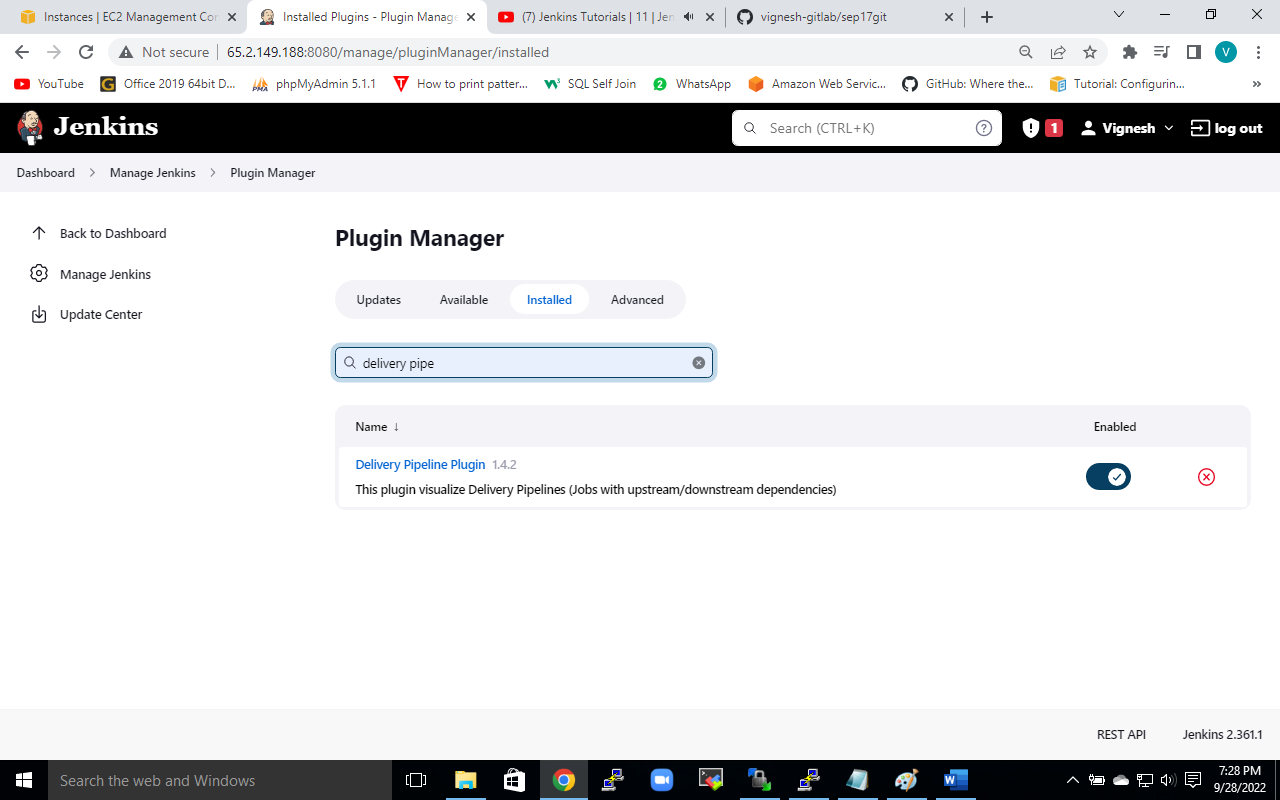 Instances | EC2 Management Con
Installed Plugins - Plugin Manage
(7) Jenkins Tutorials | 11 | Jen
vignesh-gitlab/sep17git
Not secure
65.2.149.188:8080/manage/pluginManager/installed
V
YouTube
Office 2019 64bit D...
phpMyAdmin 5.1.1
How to print patter...
SQL Self Join
2
WhatsApp
Amazon Web Servic...
GitHub: Where the...
Tutorial: Configurin...
»
Jenkins
Search (CTRL+K)
1
Vignesh
log out
Dashboard
Manage Jenkins
Plugin Manager
Back to Dashboard
Manage Jenkins
Update Center
Plugin Manager
Updates
Available
Installed
Advanced
delivery pipe
Name ↓
Enabled
Delivery Pipeline Plugin 1.4.2
This plugin visualize Delivery Pipelines (Jobs with upstream/downstream dependencies)
REST API
Jenkins 2.361.1
Search the web and Windows
7:28 PM
9/28/2022